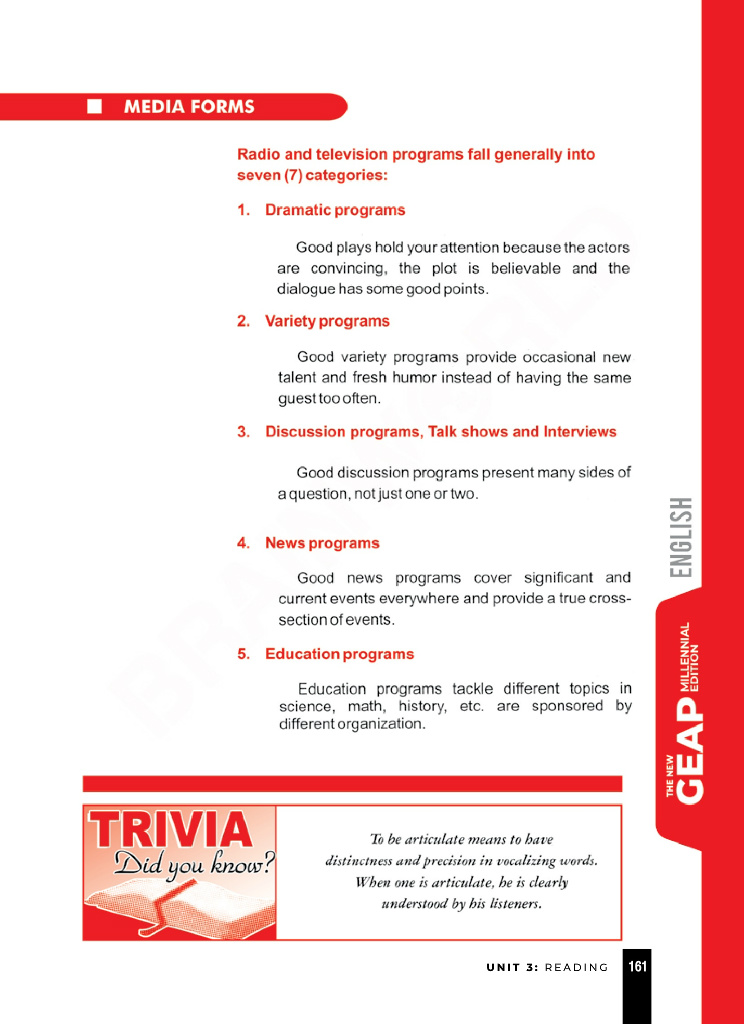 MEDIA FORMS
Radio and television programs fall generally into
seven (7) categories:
1. Dramatic programs
Good plays hold your attention because the actors
are convincing, the plot is believable and the
dialogue has some good points.
2. Variety programs
Good variety programs provide occasional new
talent and fresh humor instead of having the same
guest too often.
3. Discussion programs, Talk shows and Interviews
Good discussion programs present many sides of
a question, not just one or two.
4. News programs
Good news programs cover significant and
current events everywhere and provide a true cross-
section of events.
5. Education programs
Education programs tackle different topics in
science, math, history, etc. are sponsored by
different organization.
TRIVIA
Did you know?
To be articulate means to have
distinctness and precision in vocalizing words.
When one is articulate, he is clearly
understood by his listeners.
UNIT 3: READING 161
ENGLISH
THE NEW
GEAP
MILLENNIAL
EDITION